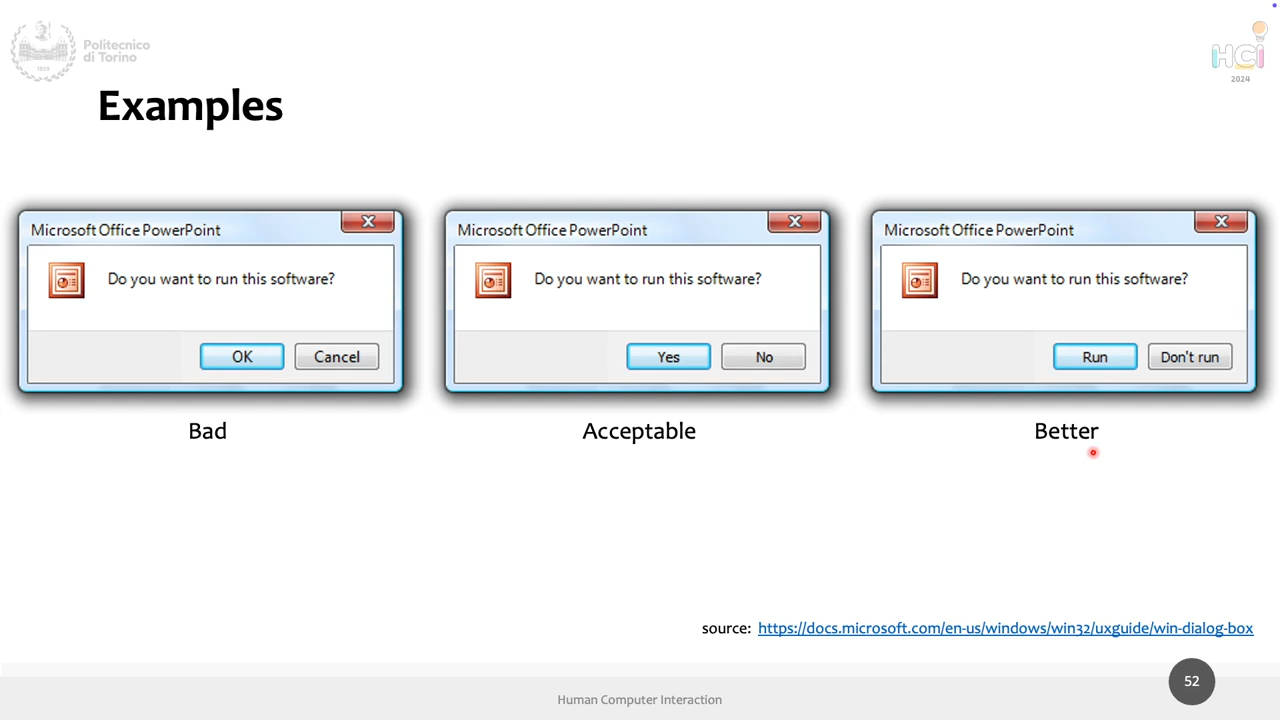 Politecnico
di Torino
1859
HCI
2024
Examples
Microsoft Office PowerPoint
X
Do you want to run this software?
OK
Cancel
Bad
Microsoft Office PowerPoint
X
Do you want to run this software?
Yes
No
Acceptable
Microsoft Office PowerPoint
X
Do you want to run this software?
Run
Don't run
Better
source: https://docs.microsoft.com/en-us/windows/win32/uxguide/win-dialog-box
Human Computer Interaction
52